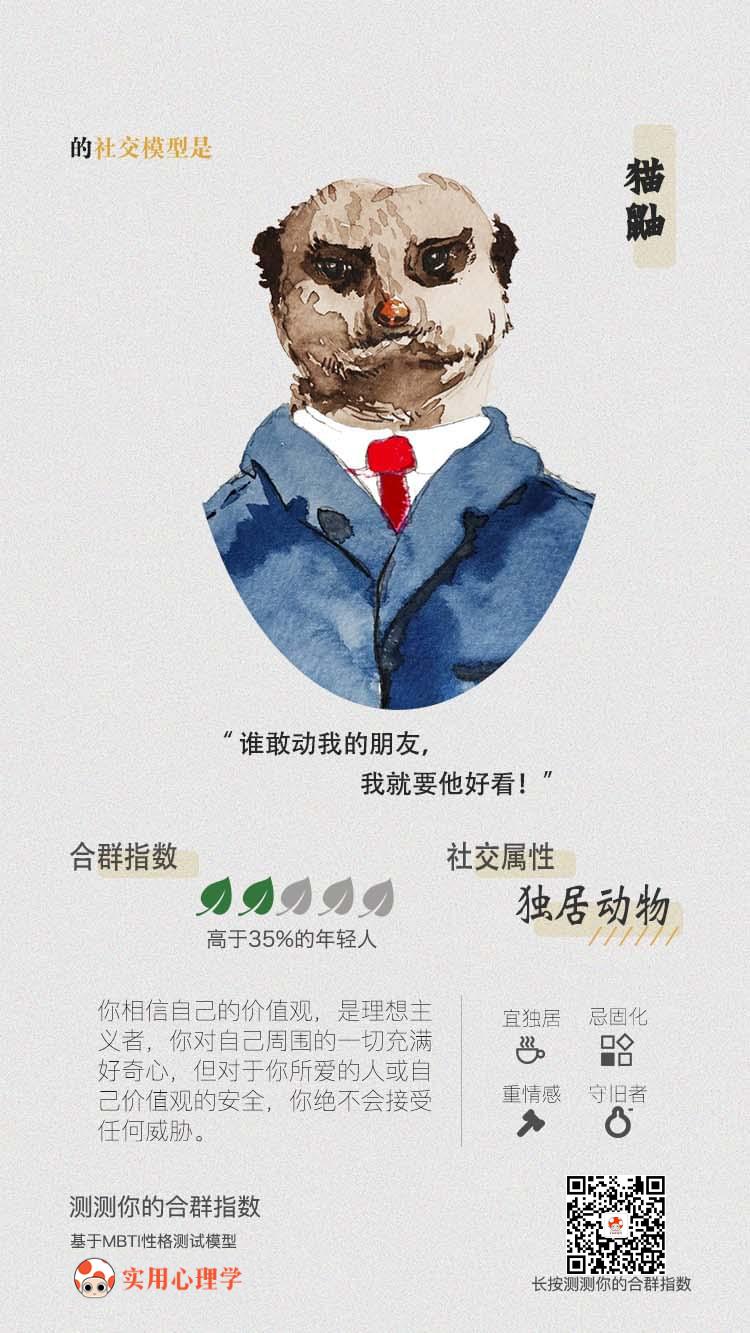 的社交模型是
猫鼬
“谁敢动我的朋友，
我就要他好看！”
合群指数
高于35%的年轻人
社交属性
独居动物
你相信自己的价值观，是理想主
义者，你对自己周围的一切充满
好奇心，但对于你所爱的人或自
己价值观的安全，你绝不会接受
任何威胁。
宜独居 忌固化
重情感 守旧者
测测你的合群指数
基于MBTI性格测试模型
实用心理学
长按测测你的合群指数